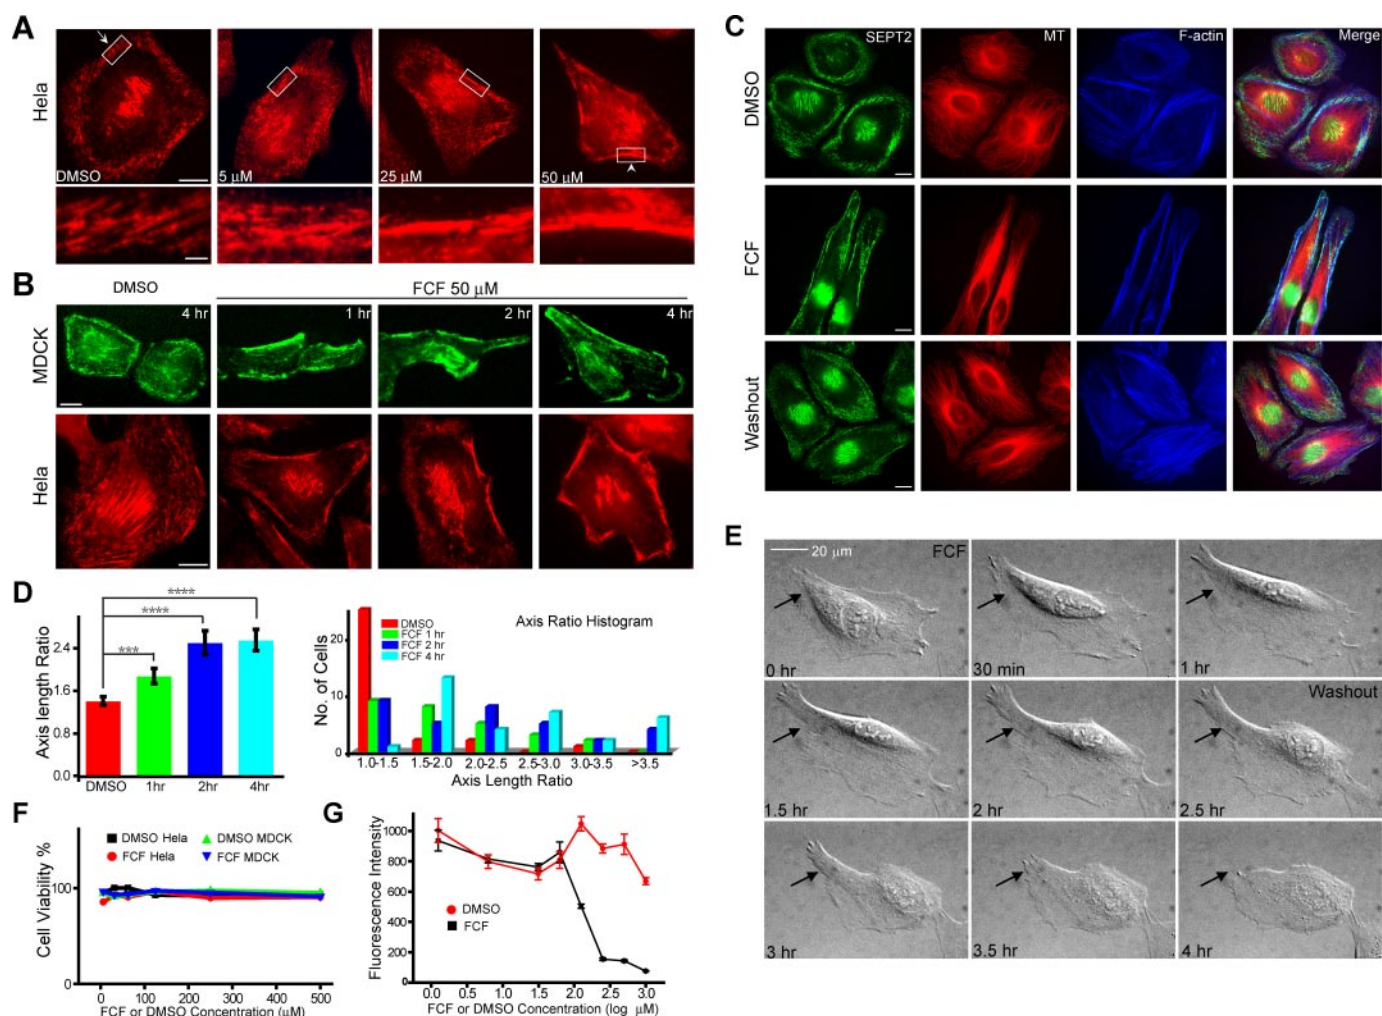 A
Hela
DMSO
5 µM
25 µM
50 µM
B
DMSO
FCF 50 µM
MDCK
4 hr
1 hr
2 hr
4 hr
Hela
C
SEPT2
MT
F-actin
Merge
DMSO
FCF
Washout
D
Axis length Ratio
****
****
***
2.4
1.6
0.8
0.0
DMSO
1hr
2hr
4hr
Axis Ratio Histogram
DMSO
FCF 1 hr
FCF 2 hr
FCF 4 hr
No. of Cells
20
10
0
1.0-1.5
1.5-2.0
2.0-2.5
2.5-3.0
3.0-3.5
>3.5
Axis Length Ratio
E
20 µm
FCF
0 hr
30 min
1 hr
Washout
1.5 hr
2 hr
2.5 hr
3 hr
3.5 hr
4 hr
F
DMSO Hela
DMSO MDCK
FCF Hela
FCF MDCK
Cell Viability %
100
0
0
100
200
300
400
500
FCF or DMSO Concentration (µM)
G
Fluorescence Intensity
1000
800
600
400
200
0
DMSO
FCF
0.0
0.5
1.0
1.5
2.0
2.5
3.0
FCF or DMSO Concentration (log µM)